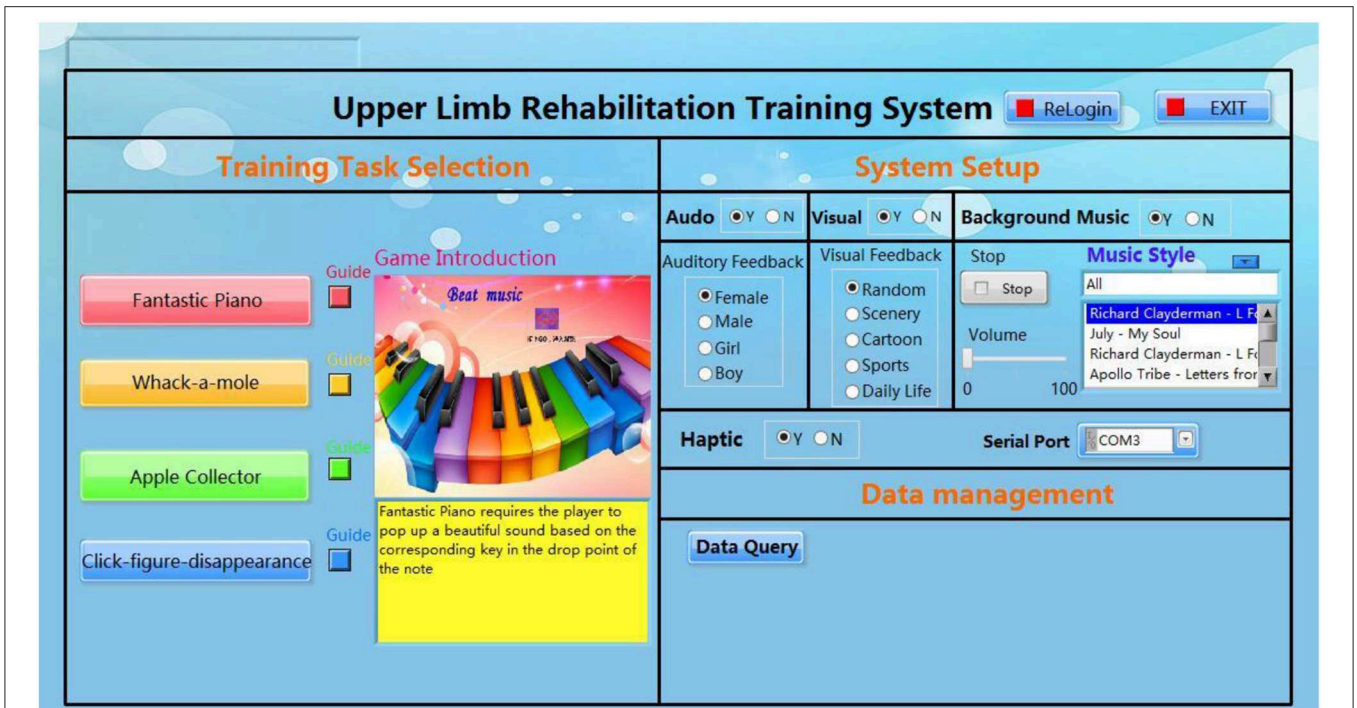 Upper Limb Rehabilitation Training System
ReLogin
EXIT
Training Task Selection
Fantastic Piano
Guide
Whack-a-mole
Guide
Apple Collector
Guide
Click-figure-disappearance
Guide
Game Introduction
Beat music
Fantastic Piano requires the player to
pop up a beautiful sound based on the
corresponding key in the drop point of
the note
System Setup
Audo Y N
Visual Y N
Background Music Y N
Auditory Feedback
Female
Male
Girl
Boy
Visual Feedback
Random
Scenery
Cartoon
Sports
Daily Life
Stop
Stop
Volume
0 100
Music Style
All
Richard Clayderman - L Fo
July - My Soul
Richard Clayderman - L Fo
Apollo Tribe - Letters from
Haptic Y N
Serial Port COM3
Data management
Data Query